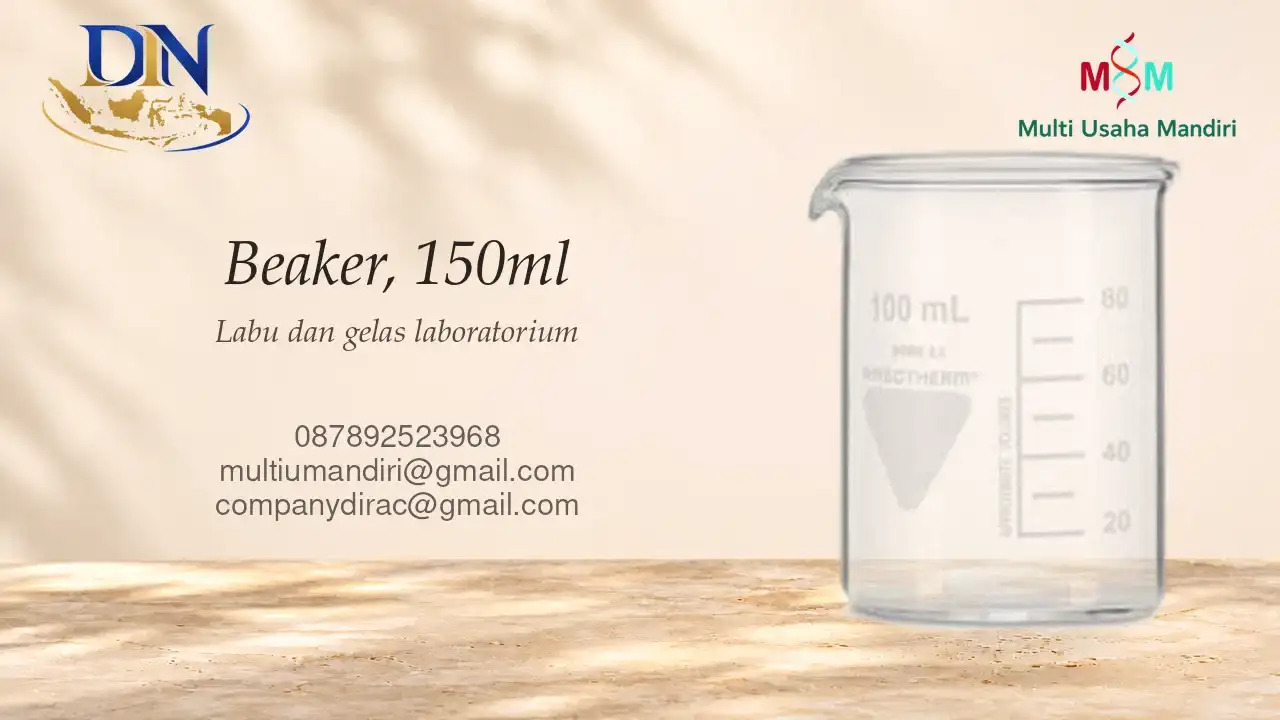 DN
M M
Multi Usaha Mandiri
Beaker, 150ml
Labu dan gelas laboratorium
087892523968
multiumandiri@gmail.com
companydirac@gmail.com
100 mL
80
60
40
20